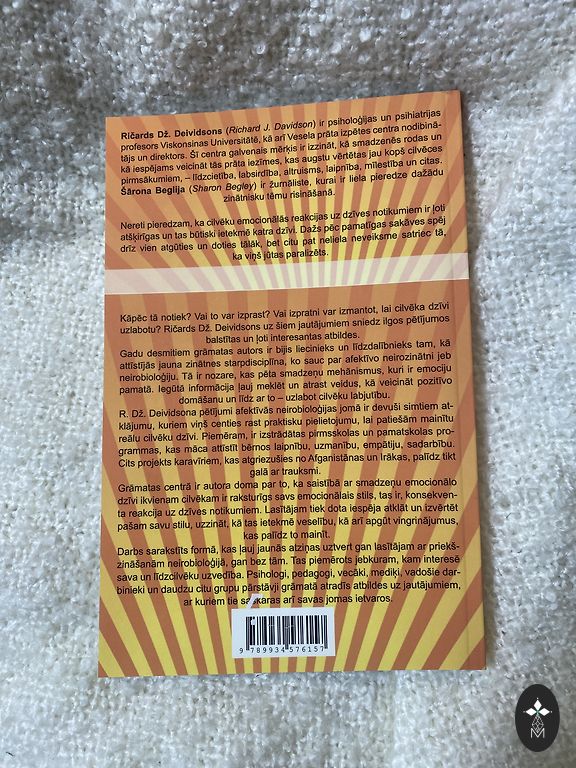 Ričards Dž. Deividsons (Richard J. Davidson) ir psiholoģijas un psihiatrijas
profesors Viskonsinas Universitātē, kā arī Vesela prāta izpētes centra nodibinā-
tājs un direktors. Šī centra galvenais mērķis ir izzināt, kā smadzenēs rodas un
kā iespējams veicināt tās prāta iezīmes, kas augstu vērtētas jau kopš cilvēces
pirmsākumiem, – līdzcietība, labsirdība, altruisms, laipnība, mīlestība un citas.
Šārona Beglija (Sharon Begley) ir žurnāliste, kurai ir liela pieredze dažādu
zinātnisku tēmu risināšanā.
Nereti pieredzam, ka cilvēku emocionālās reakcijas uz dzīves notikumiem ir ļoti
atšķirīgas un tas būtiski ietekmē katra dzīvi. Dažs pēc pamatīgas sakāves spēj
drīz vien atgūties un doties tālāk, bet citu pat neliela neveiksme satriec tā,
ka viņš jūtas paralizēts.
Kāpēc tā notiek? Vai to var izprast? Vai izpratni var izmantot, lai cilvēka dzīvi
uzlabotu? Ričards Dž. Deividsons uz šiem jautājumiem sniedz ilgos pētījumos
balstītas un ļoti interesantas atbildes.
Gadu desmitiem grāmatas autors ir bijis liecinieks un līdzdalībnieks tam, kā
attīstījās jauna zinātnes starpdisciplīna, ko sauc par afektīvo neirozinātni jeb
neirobioloģiju. Tā ir nozare, kas pēta smadzeņu mehānismus, kuri ir emociju
pamatā. Iegūtā informācija ļauj meklēt un atrast veidus, kā veicināt pozitīvo
domāšanu un līdz ar to – uzlabot cilvēku labjutību.
R. Dž. Deividsona pētījumi afektīvās neirobioloģijas jomā ir devuši simtiem at-
klājumu, kuriem viņš centies rast praktisku pielietojumu, lai patiešām mainītu
reālu cilvēku dzīvi. Piemēram, ir izstrādātas pirmsskolas un pamatskolas pro-
grammas, kas māca attīstīt bērnos laipnību, uzmanību, empātiju, sadarbību.
Cits projekts karavīriem, kas atgriezušies no Afganistānas un Irākas, palīdz tikt
galā ar trauksmi.
Grāmatas centrā ir autora doma par to, ka saistībā ar smadzeņu emocionālo
dzīvi ikvienam cilvēkam ir raksturīgs savs emocionālais stils, tas ir, konsekven-
ta reakcija uz dzīves notikumiem. Lasītājam tiek dota iespēja atklāt un izvērtēt
pašam savu stilu, uzzināt, kā tas ietekmē veselību, kā arī apgūt vingrinājumus,
kas palīdz to mainīt.
Darbs sarakstīts formā, kas ļauj jaunās atziņas uztvert gan lasītājam ar priekš-
zināšanām neirobioloģijā, gan bez tām. Tas piemērots jebkuram, kam interesē
sava un līdzcilvēku uzvedība. Psihologi, pedagogi, vecāki, mediķi, vadošie dar-
binieki un daudzu citu grupu pārstāvji grāmatā atradīs atbildes uz jautājumiem,
ar kuriem tie saskaras arī savas jomas ietvaros.
9 789934 576157
M